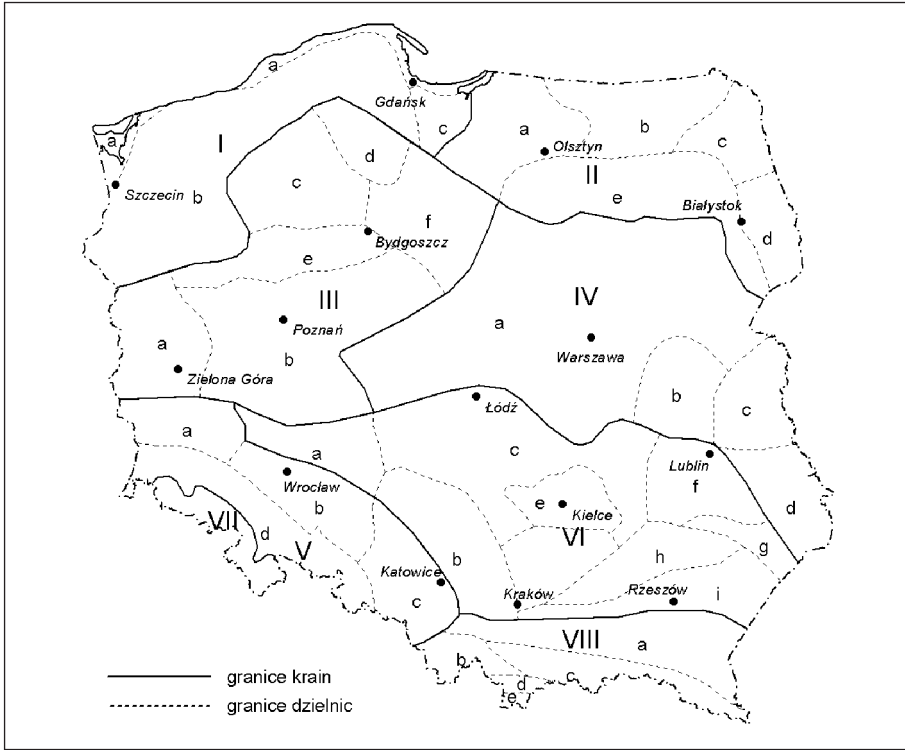 a
Gdańsk
c
a
b
c
I
a
Olsztyn
d
c
II
Szczecin
b
e
Białystok
f
Bydgoszcz
d
e
III
IV
Poznań
a
Warszawa
a
b
Zielona Góra
b
c
Łódź
a
a
c
Lublin
Wrocław
f
b
e
Kielce
d
VII
d
V
VI
g
h
b
Katowice
Kraków
Rzeszów
i
c
VIII
a
b
d
c
e
granice krain
granice dzielnic